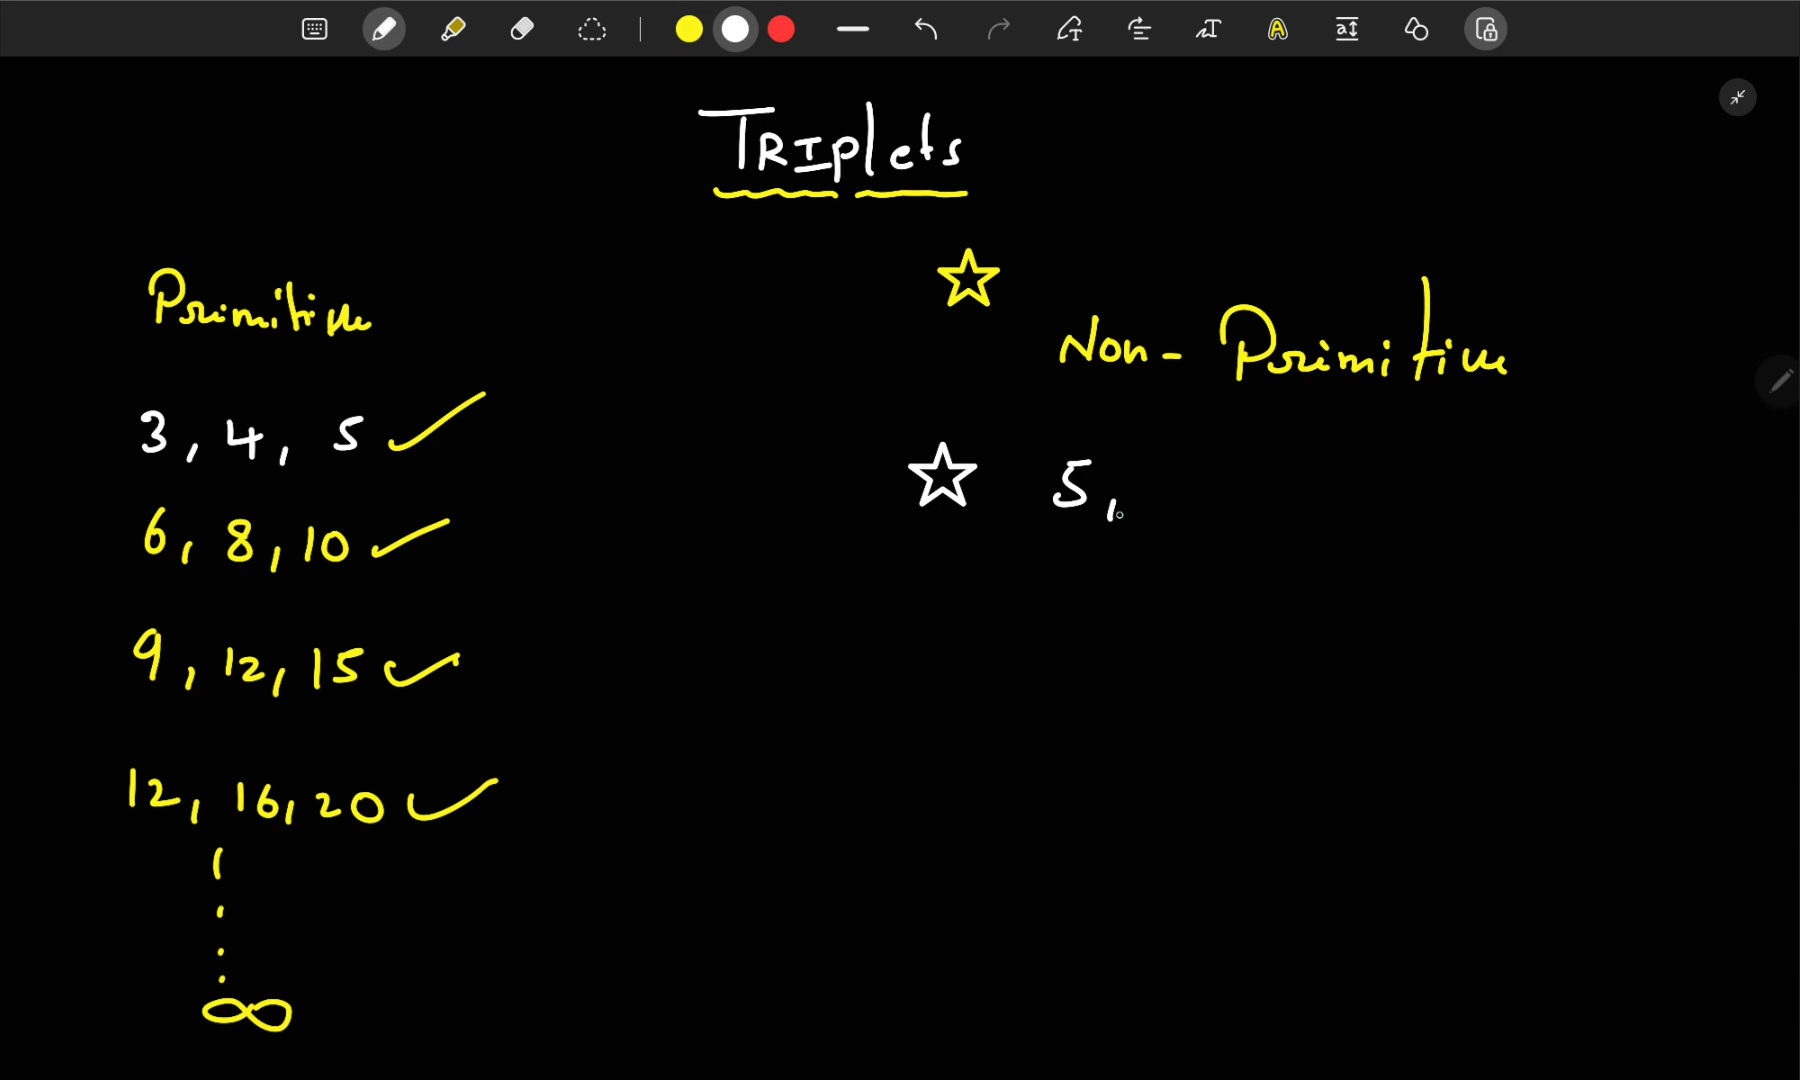 TRIplets
Primitive
Non- Primitive
3, 4, 5
5,
6, 8, 10
9, 12, 15
12, 16, 20
∞